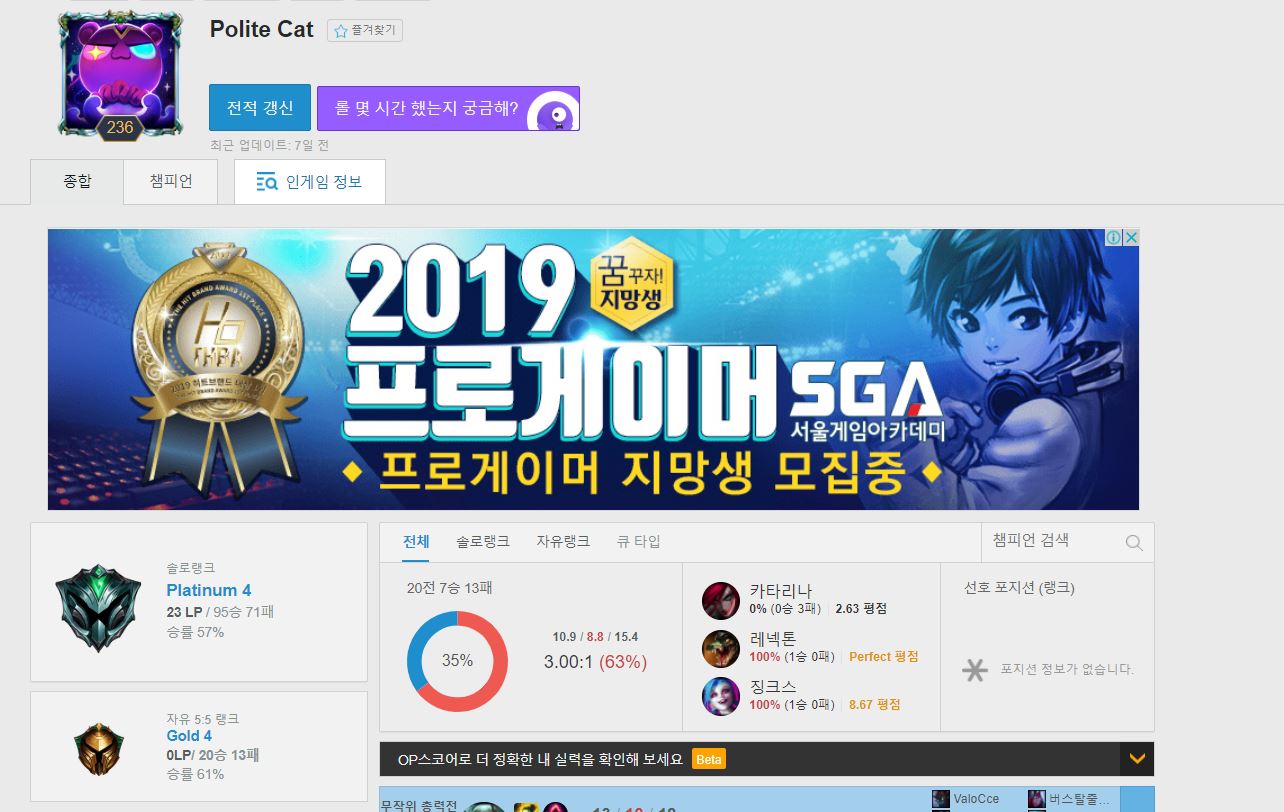 Polite Cat
즐겨찾기
236
전적 갱신
롤 몇 시간 했는지 궁금해?
최근 업데이트: 7일 전
종합
챔피언
인게임 정보
THE HIT BRAND AWARD 1ST PLACE
2019
꿈꾸자!
지망생
프로게이머
SGA
서울게임아카데미
프로게이머 지망생 모집중
솔로랭크
Platinum 4
23 LP / 95승 71패
승률 57%
자유 5:5 랭크
Gold 4
0LP/ 20승 13패
승률 61%
전체
솔로랭크
자유랭크
큐 타입
챔피언 검색
20전 7승 13패
35%
10.9 / 8.8 / 15.4
3.00:1 (63%)
카타리나
0% (0승 3패) 2.63 평점
레넥톤
100% (1승 0패) Perfect 평점
징크스
100% (1승 0패) 8.67 평점
선호 포지션 (랭크)
포지션 정보가 없습니다.
OP스코어로 더 정확한 내 실력을 확인해 보세요 Beta
무작위 총력전
ValoCce
버스탈줄...